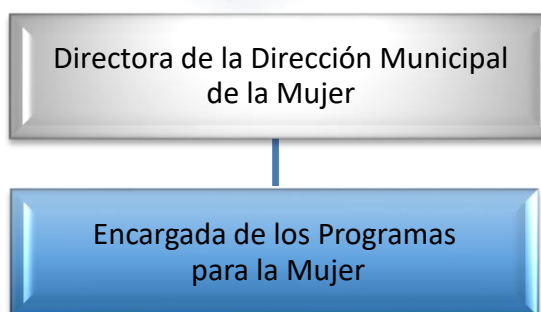 Directora de la Dirección Municipal
de la Mujer
Encargada de los Programas
para la Mujer